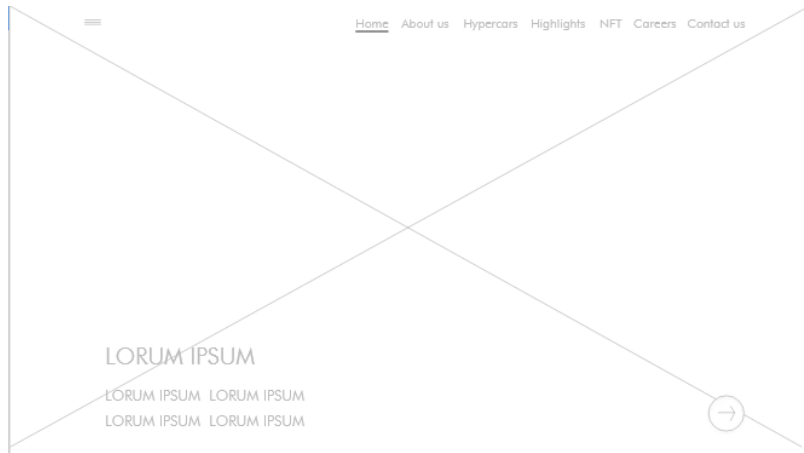 Home About us Hypercars Highlights NFT Careers Contact us
LORUM IPSUM
LORUM IPSUM LORUM IPSUM
LORUM IPSUM LORUM IPSUM